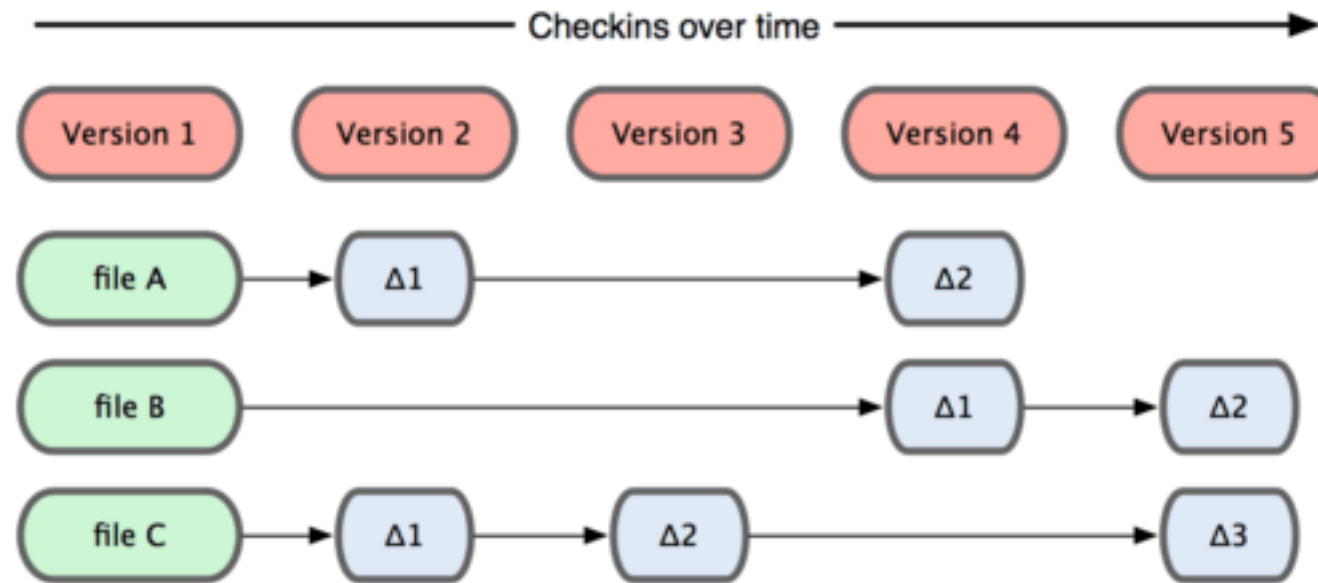 Checkins over time
Version 1 Version 2 Version 3 Version 4 Version 5
file A Δ1 Δ2
file B Δ1 Δ2
file C Δ1 Δ2 Δ3